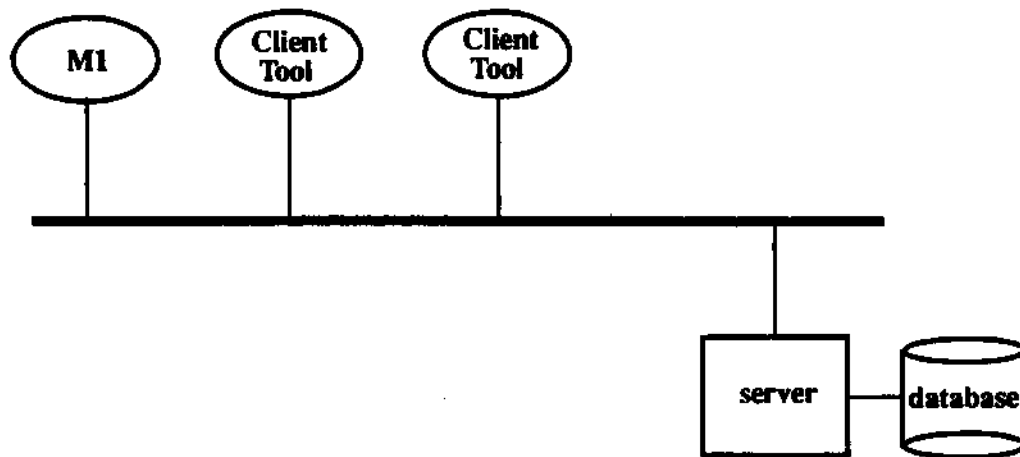 M1
Client
Tool
Client
Tool
server
database